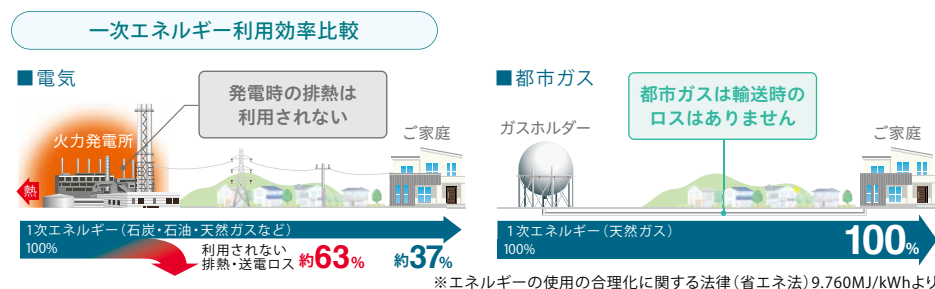 一次エネルギー利用効率比較
■電気
発電時の排熱は
利用されない
火力発電所
ご家庭
熱
1次エネルギー（石炭・石油・天然ガスなど）
100%
利用されない
排熱・送電ロス 約63%
約37%
■都市ガス
都市ガスは輸送時の
ロスはありません
ガスホルダー
ご家庭
1次エネルギー（天然ガス）
100%
100%
※エネルギーの使用の合理化に関する法律（省エネ法）9.760MJ/kWhより